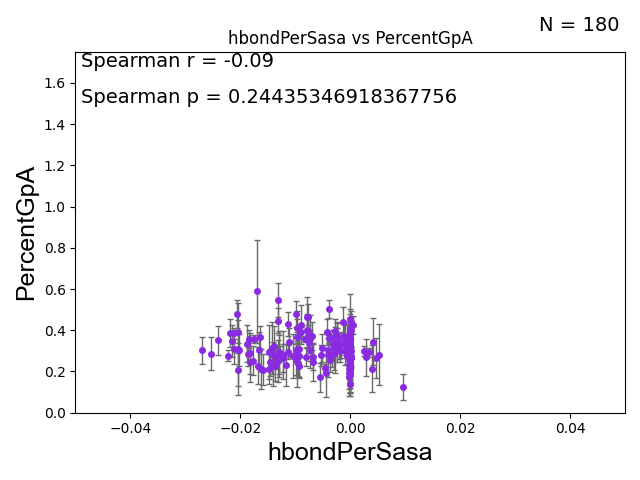 N = 180
hbondPerSasa vs PercentGpA
Spearman r = -0.09
Spearman p = 0.24435346918367756
PercentGpA
1.6
1.4
1.2
1.0
0.8
0.6
0.4
0.2
0.0
−0.04 −0.02 0.00 0.02 0.04
hbondPerSasa